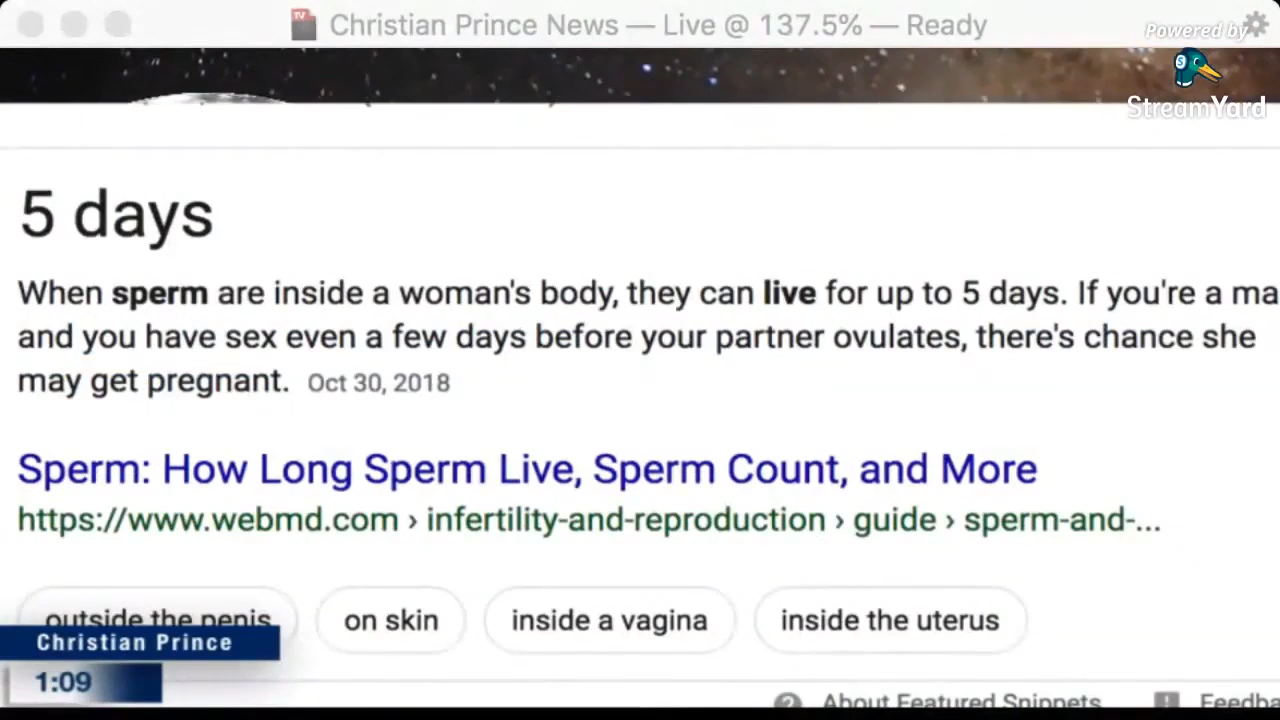 Christian Prince News — Live @ 137.5% — Ready
Powered by
StreamYard
5 days
When sperm are inside a woman's body, they can live for up to 5 days. If you're a ma
and you have sex even a few days before your partner ovulates, there's chance she
may get pregnant. Oct 30, 2018
Sperm: How Long Sperm Live, Sperm Count, and More
https://www.webmd.com › infertility-and-reproduction › guide › sperm-and-...
outside the penis
on skin
inside a vagina
inside the uterus
Christian Prince
1:09
About Featured Snippets
Feedba